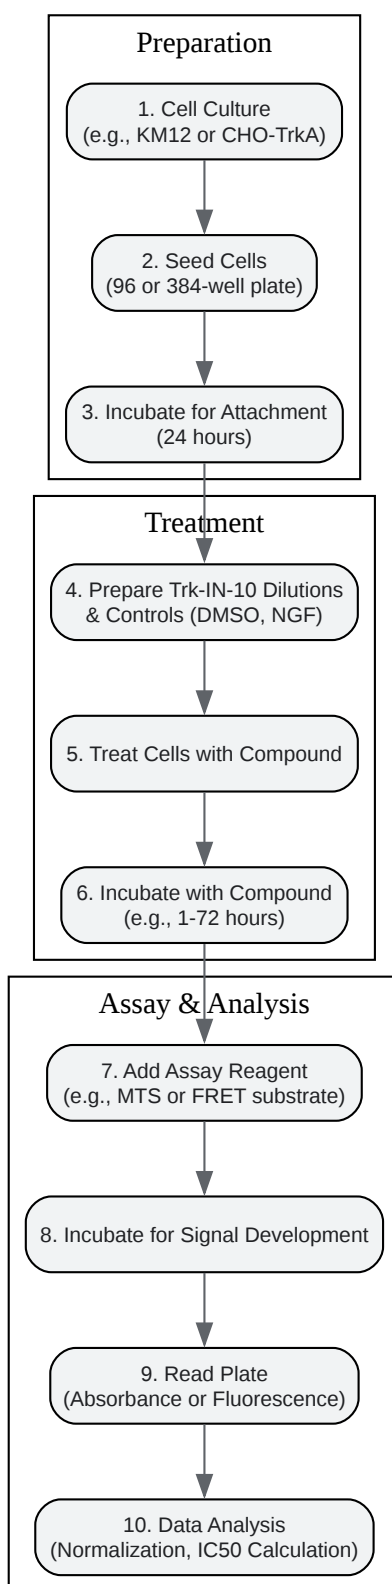 Preparation
1. Cell Culture
(e.g., KM12 or CHO-TrkA)
2. Seed Cells
(96 or 384-well plate)
3. Incubate for Attachment
(24 hours)
Treatment
4. Prepare Trk-IN-10 Dilutions
& Controls (DMSO, NGF)
5. Treat Cells with Compound
6. Incubate with Compound
(e.g., 1-72 hours)
Assay & Analysis
7. Add Assay Reagent
(e.g., MTS or FRET substrate)
8. Incubate for Signal Development
9. Read Plate
(Absorbance or Fluorescence)
10. Data Analysis
(Normalization, IC50 Calculation)